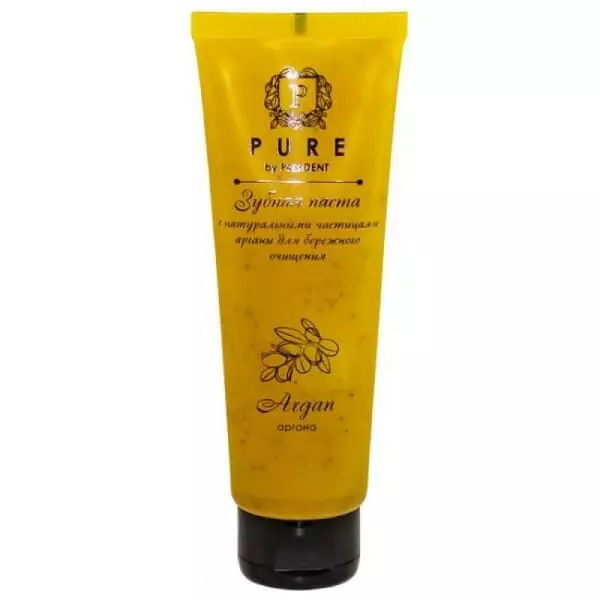 P
PURE
by PRESIDENT
Зубная паста
с натуральными частицами
арганы для бережного
очищения
Argan
аргана